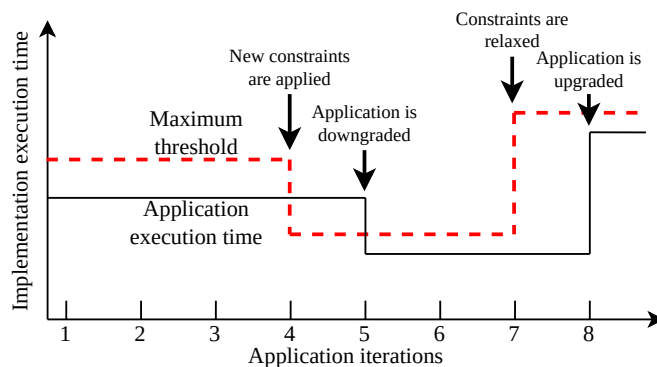 Constraints are
relaxed
New constraints
are applied
Application is
upgraded
Application is
downgraded
Maximum
threshold
Application
execution time
Implementation execution time
1 2 3 4 5 6 7 8
Application iterations